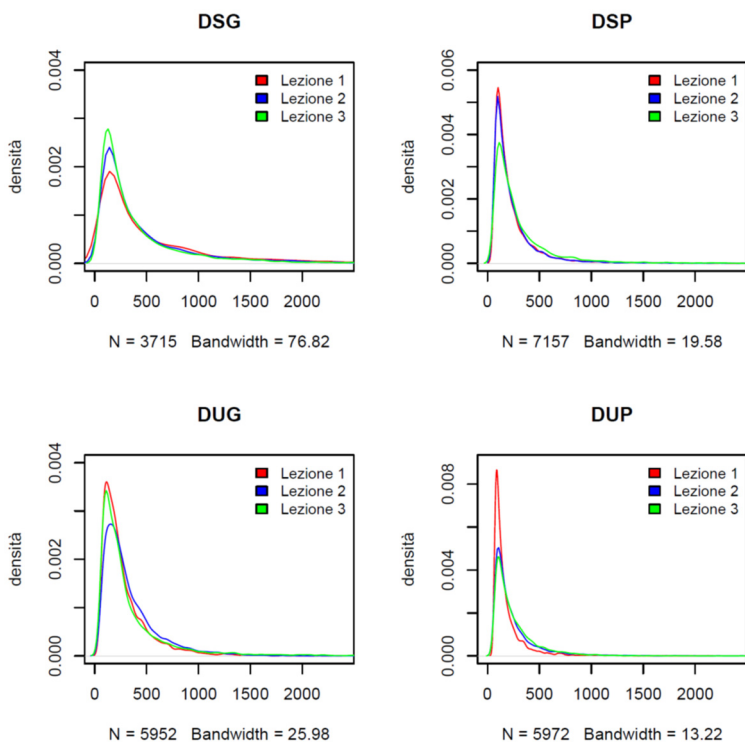 DSG
densità
0.000
0.002
0.004
Lezione 1
Lezione 2
Lezione 3
0 500 1000 1500 2000
N = 3715 Bandwidth = 76.82
DSP
densità
0.000
0.002
0.004
0.006
Lezione 1
Lezione 2
Lezione 3
0 500 1000 1500 2000
N = 7157 Bandwidth = 19.58
DUG
densità
0.000
0.002
0.004
Lezione 1
Lezione 2
Lezione 3
0 500 1000 1500 2000
N = 5952 Bandwidth = 25.98
DUP
densità
0.000
0.004
0.008
Lezione 1
Lezione 2
Lezione 3
0 500 1000 1500 2000
N = 5972 Bandwidth = 13.22